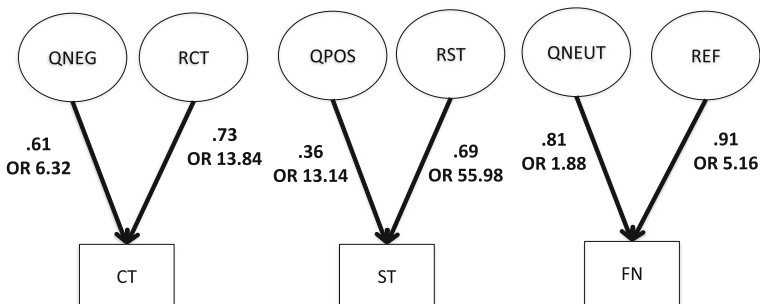 QNEG RCT QPOS RST QNEUT REF
.61
OR 6.32
.73
OR 13.84
.36
OR 13.14
.69
OR 55.98
.81
OR 1.88
.91
OR 5.16
CT ST FN